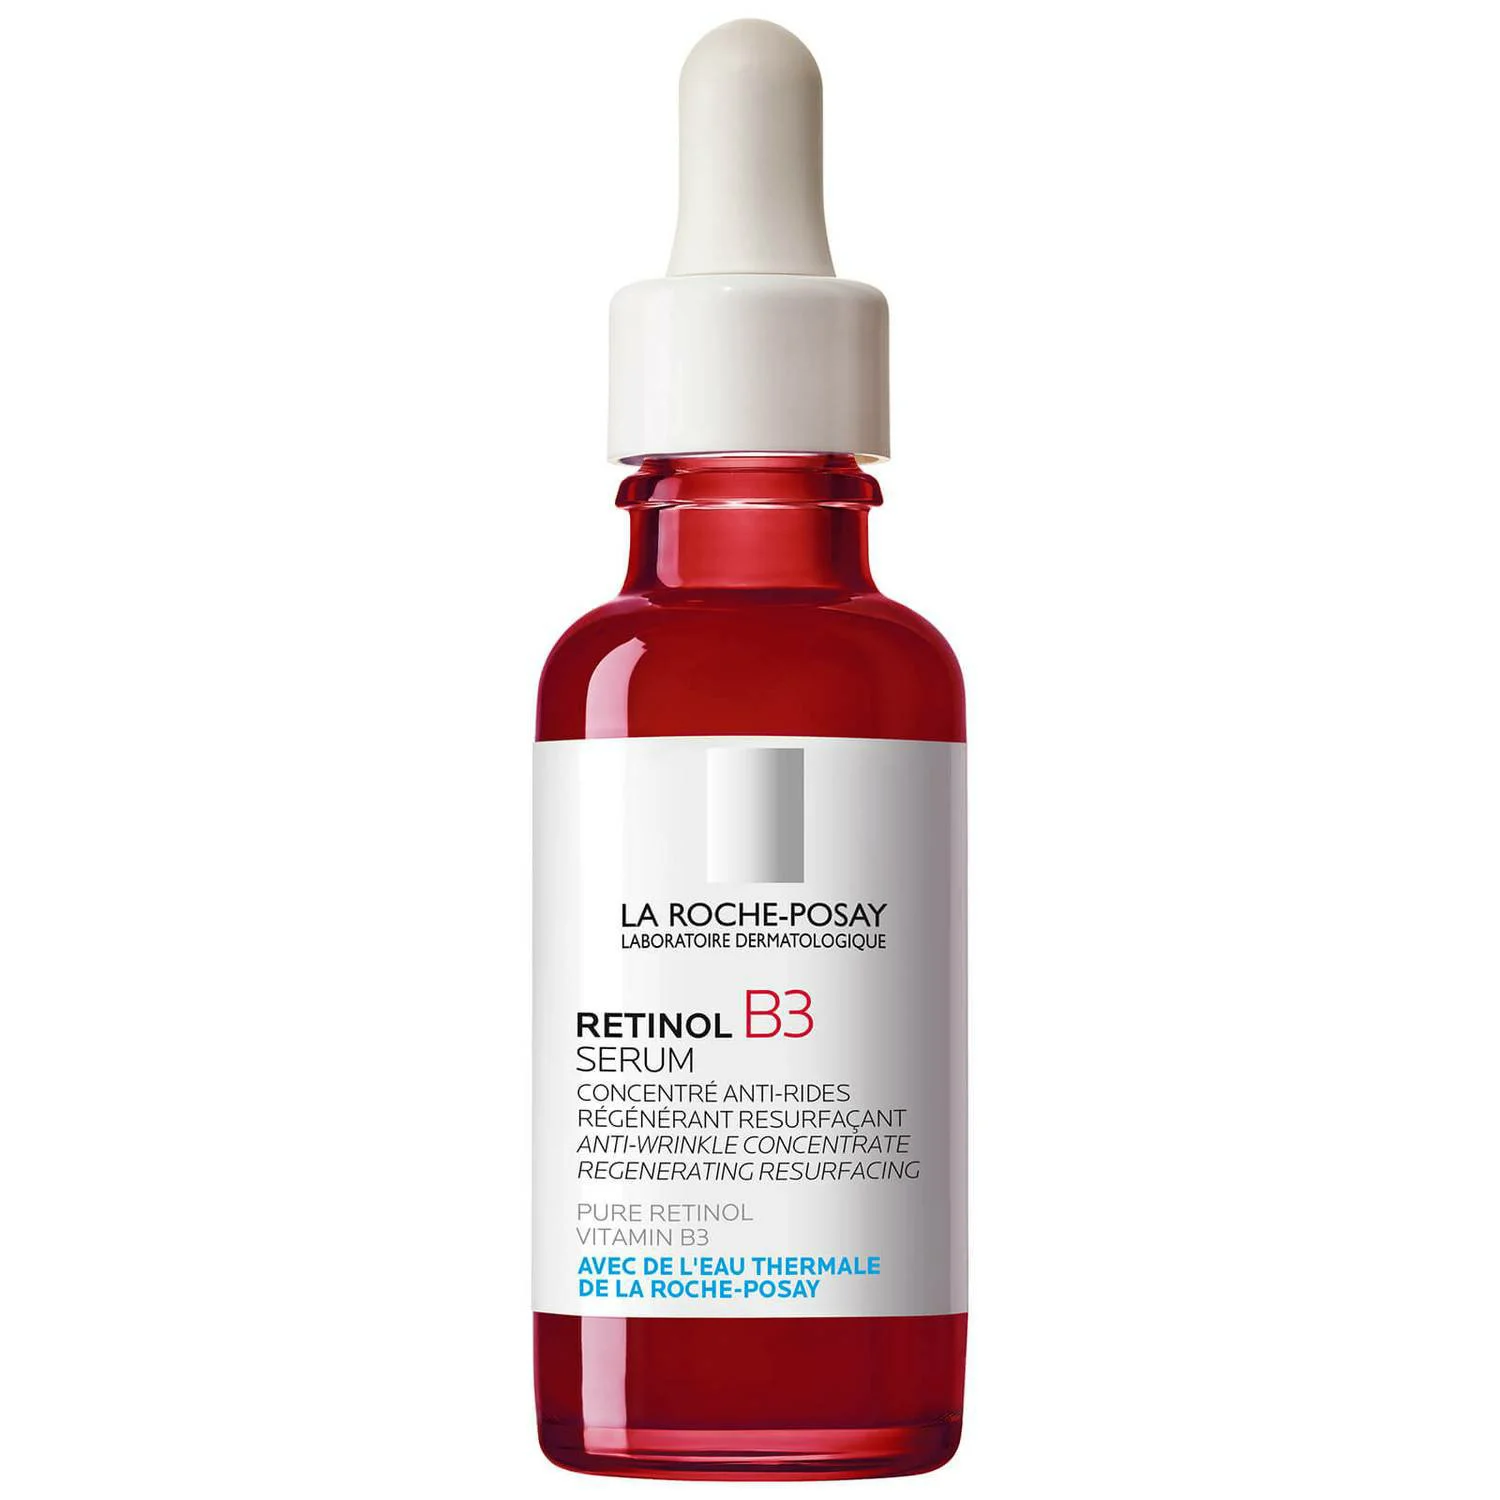 LA ROCHE-POSAY
LABORATOIRE DERMATOLOGIQUE
RETINOL B3
SERUM
CONCENTRÉ ANTI-RIDES
RÉGÉNÉRANT RESURFAÇANT
ANTI-WRINKLE CONCENTRATE
REGENERATING RESURFACING
PURE RETINOL
VITAMIN B3
AVEC DE L'EAU THERMALE
DE LA ROCHE-POSAY